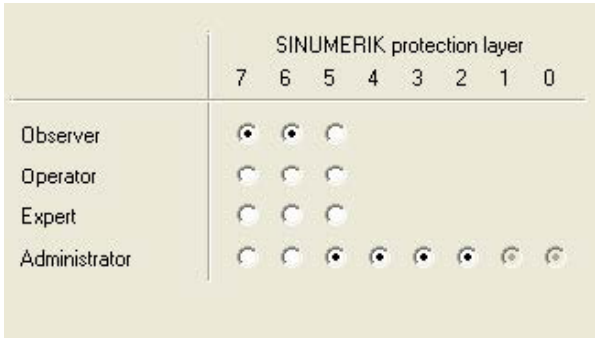 SINUMERIK protection layer
7 6 5 4 3 2 1 0
Observer
Operator
Expert
Administrator